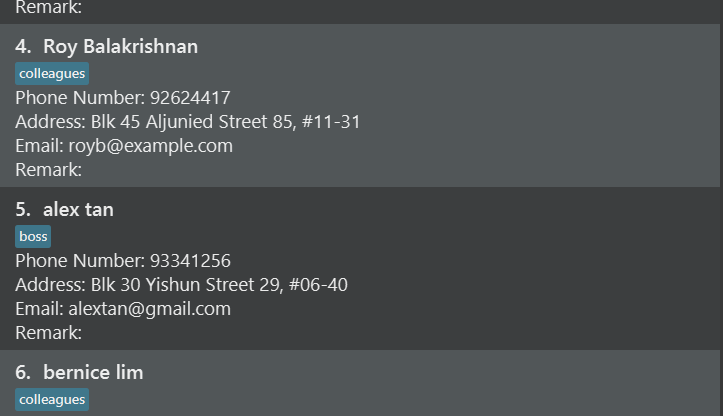 Remark:
4. Roy Balakrishnan
colleagues
Phone Number: 92624417
Address: Blk 45 Aljunied Street 85, #11-31
Email: royb@example.com
Remark:
5. alex tan
boss
Phone Number: 93341256
Address: Blk 30 Yishun Street 29, #06-40
Email: alextan@gmail.com
Remark:
6. bernice lim
colleagues